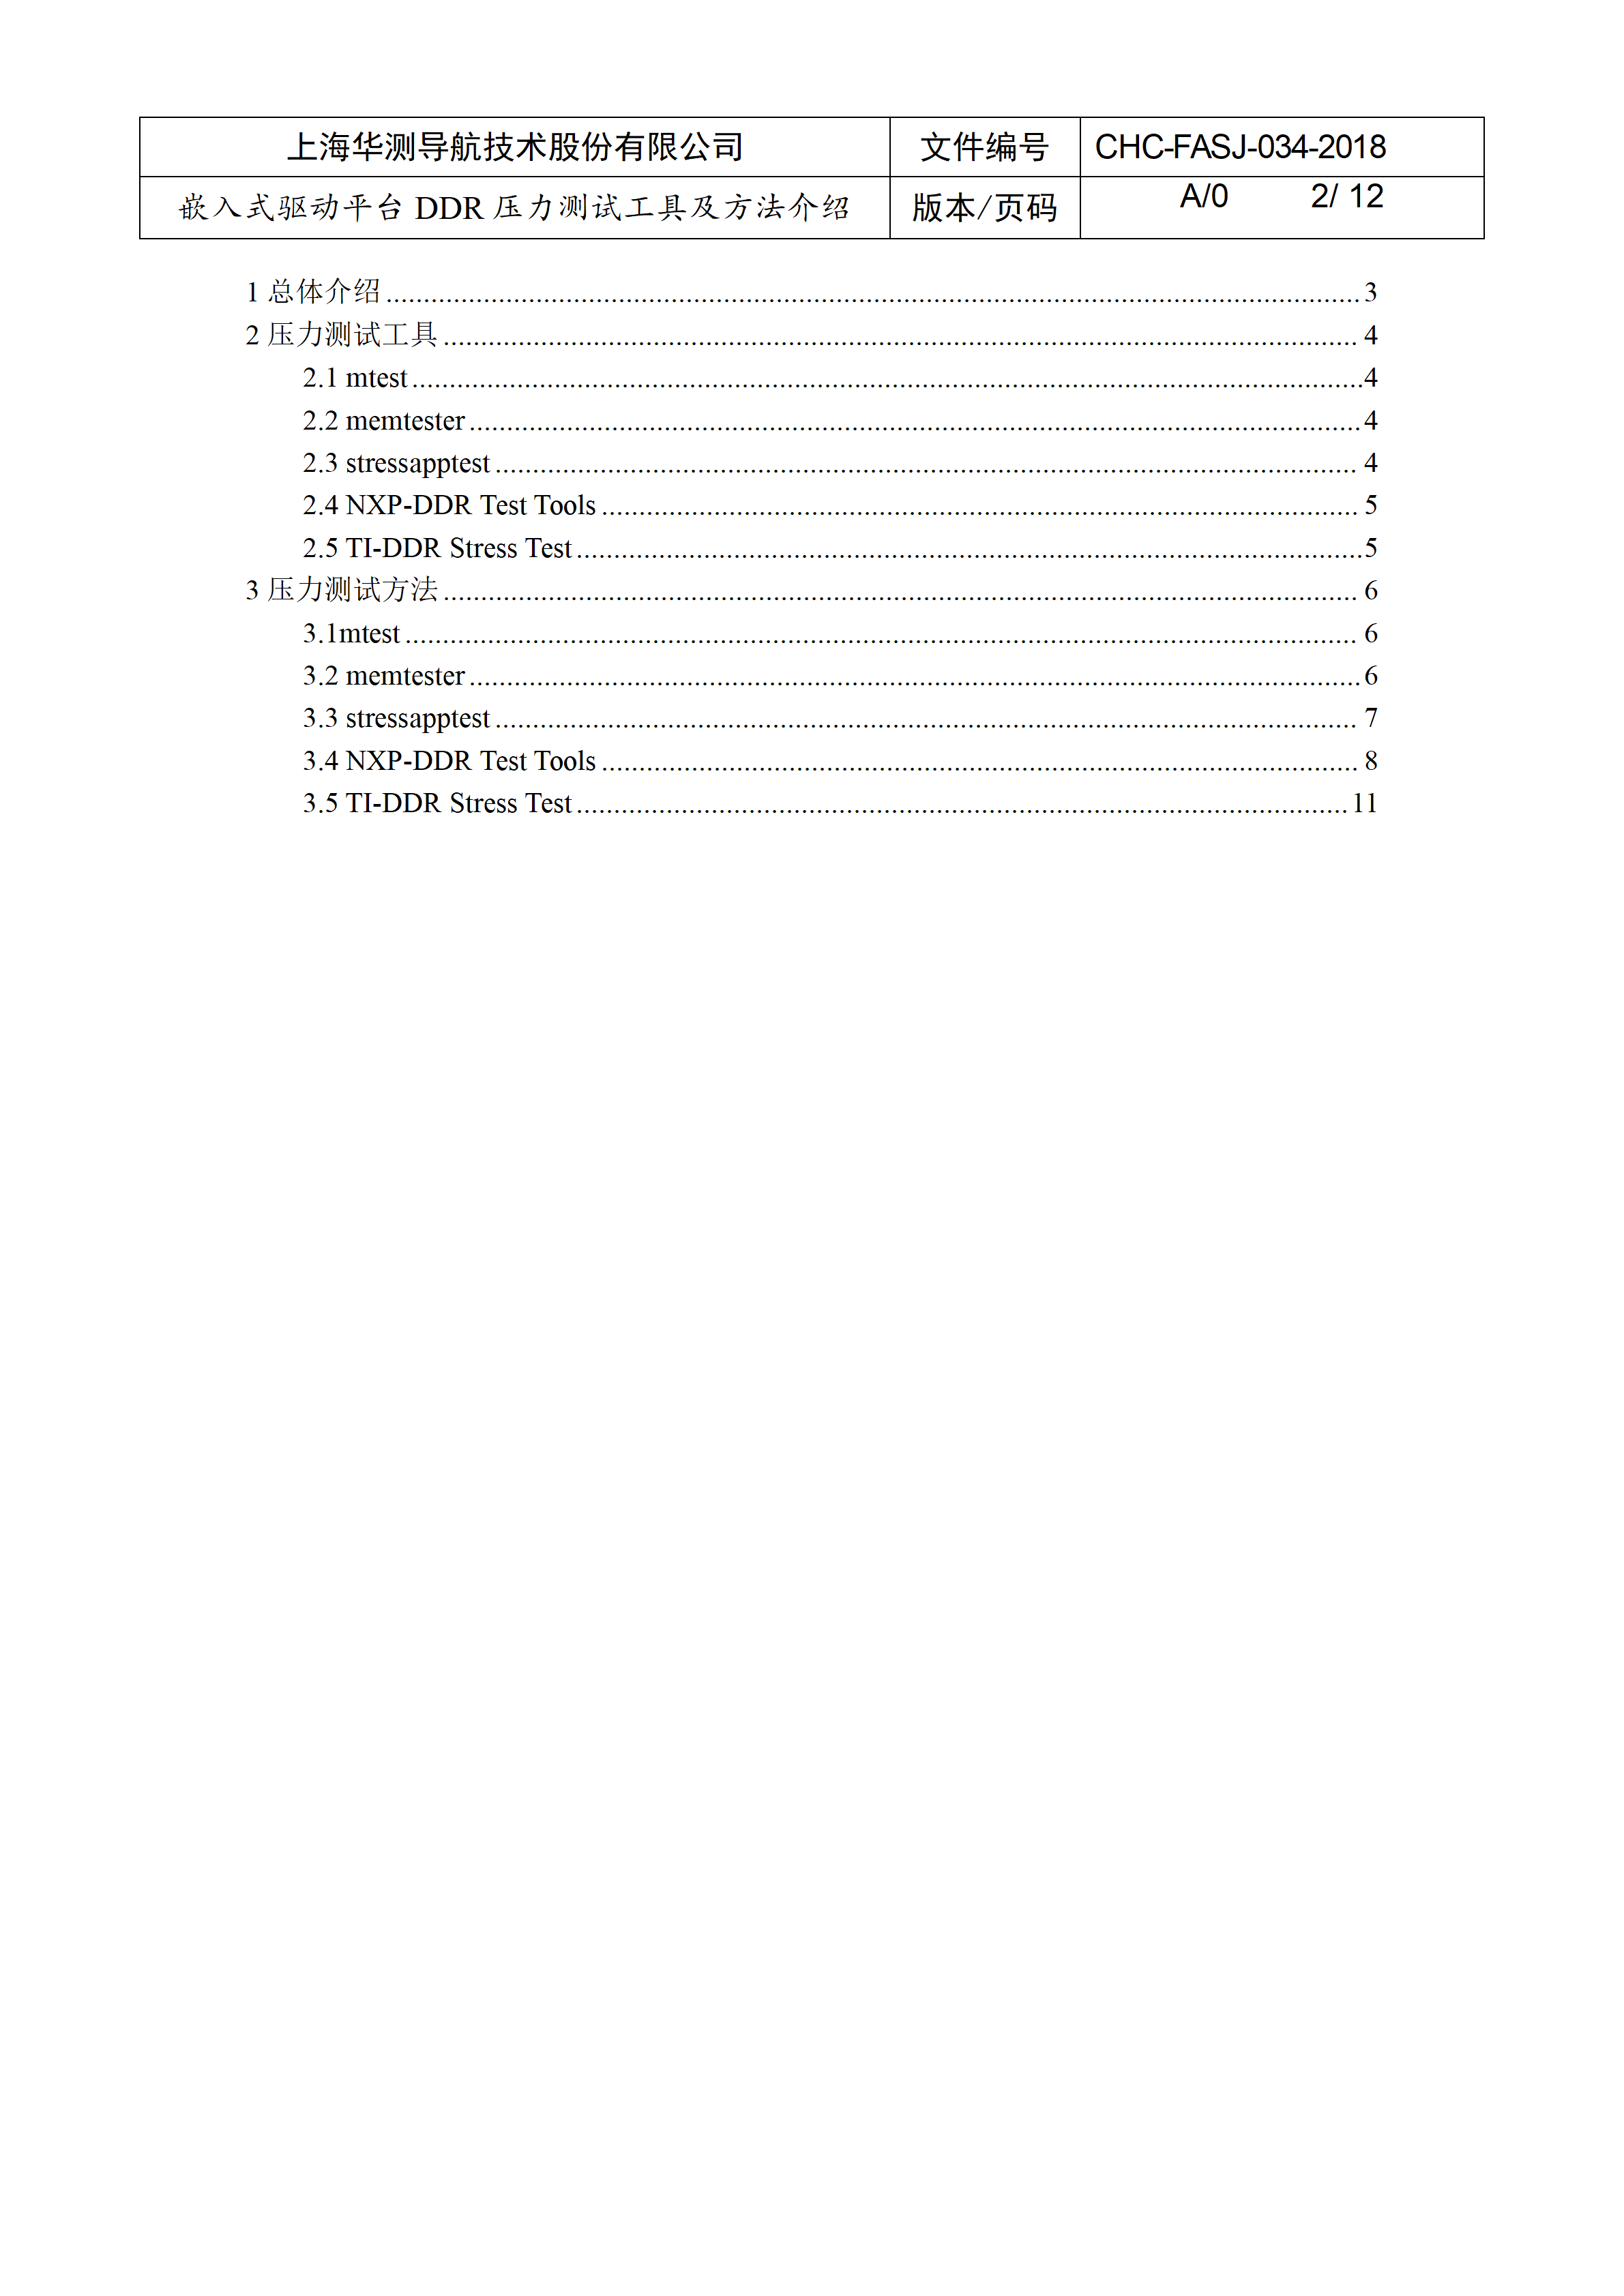 上海华测导航技术股份有限公司 文件编号 CHC-FASJ-034-2018
嵌入式驱动平台 DDR 压力测试工具及方法介绍 版本/页码 A/0 2/ 12
1 总体介绍 3
2 压力测试工具 4
2.1 mtest 4
2.2 memtester 4
2.3 stressapptest 4
2.4 NXP-DDR Test Tools 5
2.5 TI-DDR Stress Test 5
3 压力测试方法 6
3.1mtest 6
3.2 memtester 6
3.3 stressapptest 7
3.4 NXP-DDR Test Tools 8
3.5 TI-DDR Stress Test 11